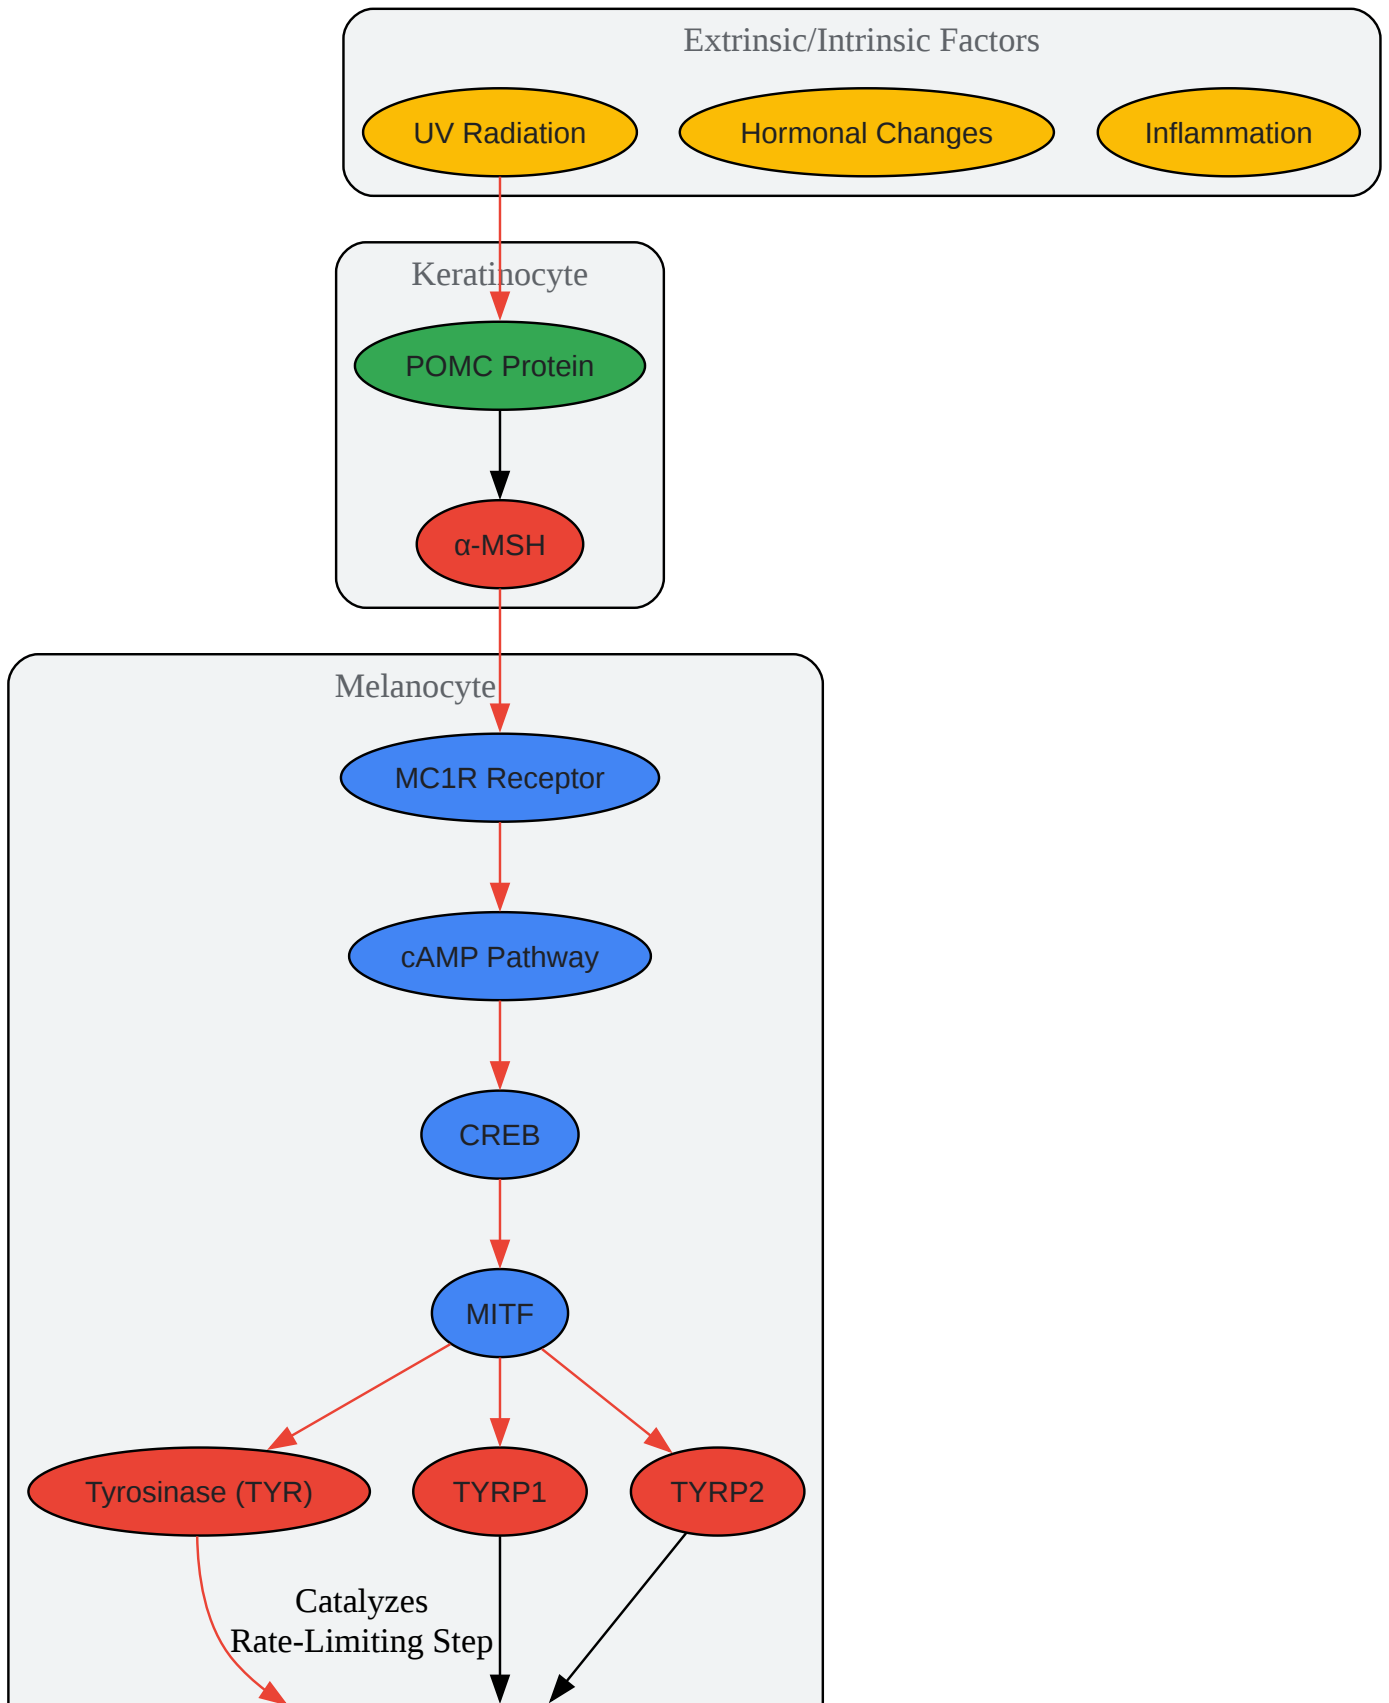 Extrinsic/Intrinsic Factors
UV Radiation
Hormonal Changes
Inflammation
Keratinocyte
POMC Protein
α-MSH
Melanocyte
MC1R Receptor
cAMP Pathway
CREB
MITF
Tyrosinase (TYR)
TYRP1
TYRP2
Catalyzes
Rate-Limiting Step